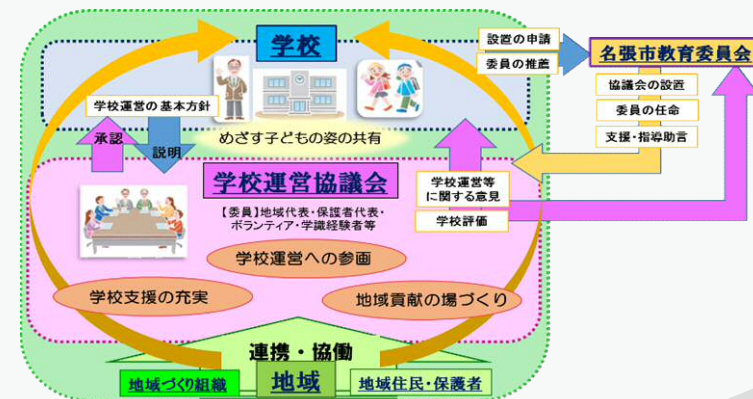 学校
設置の申請
委員の推薦
名張市教育委員会
協議会の設置
委員の任命
支援・指導助言
学校運営の基本方針
承認
説明
めざす子どもの姿の共有
学校運営協議会
【委員】地域代表・保護者代表・
ボランティア・学識経験者等
学校運営等
に関する意見
学校評価
学校運営への参画
学校支援の充実
地域貢献の場づくり
連携・協働
地域づくり組織
地域
地域住民・保護者